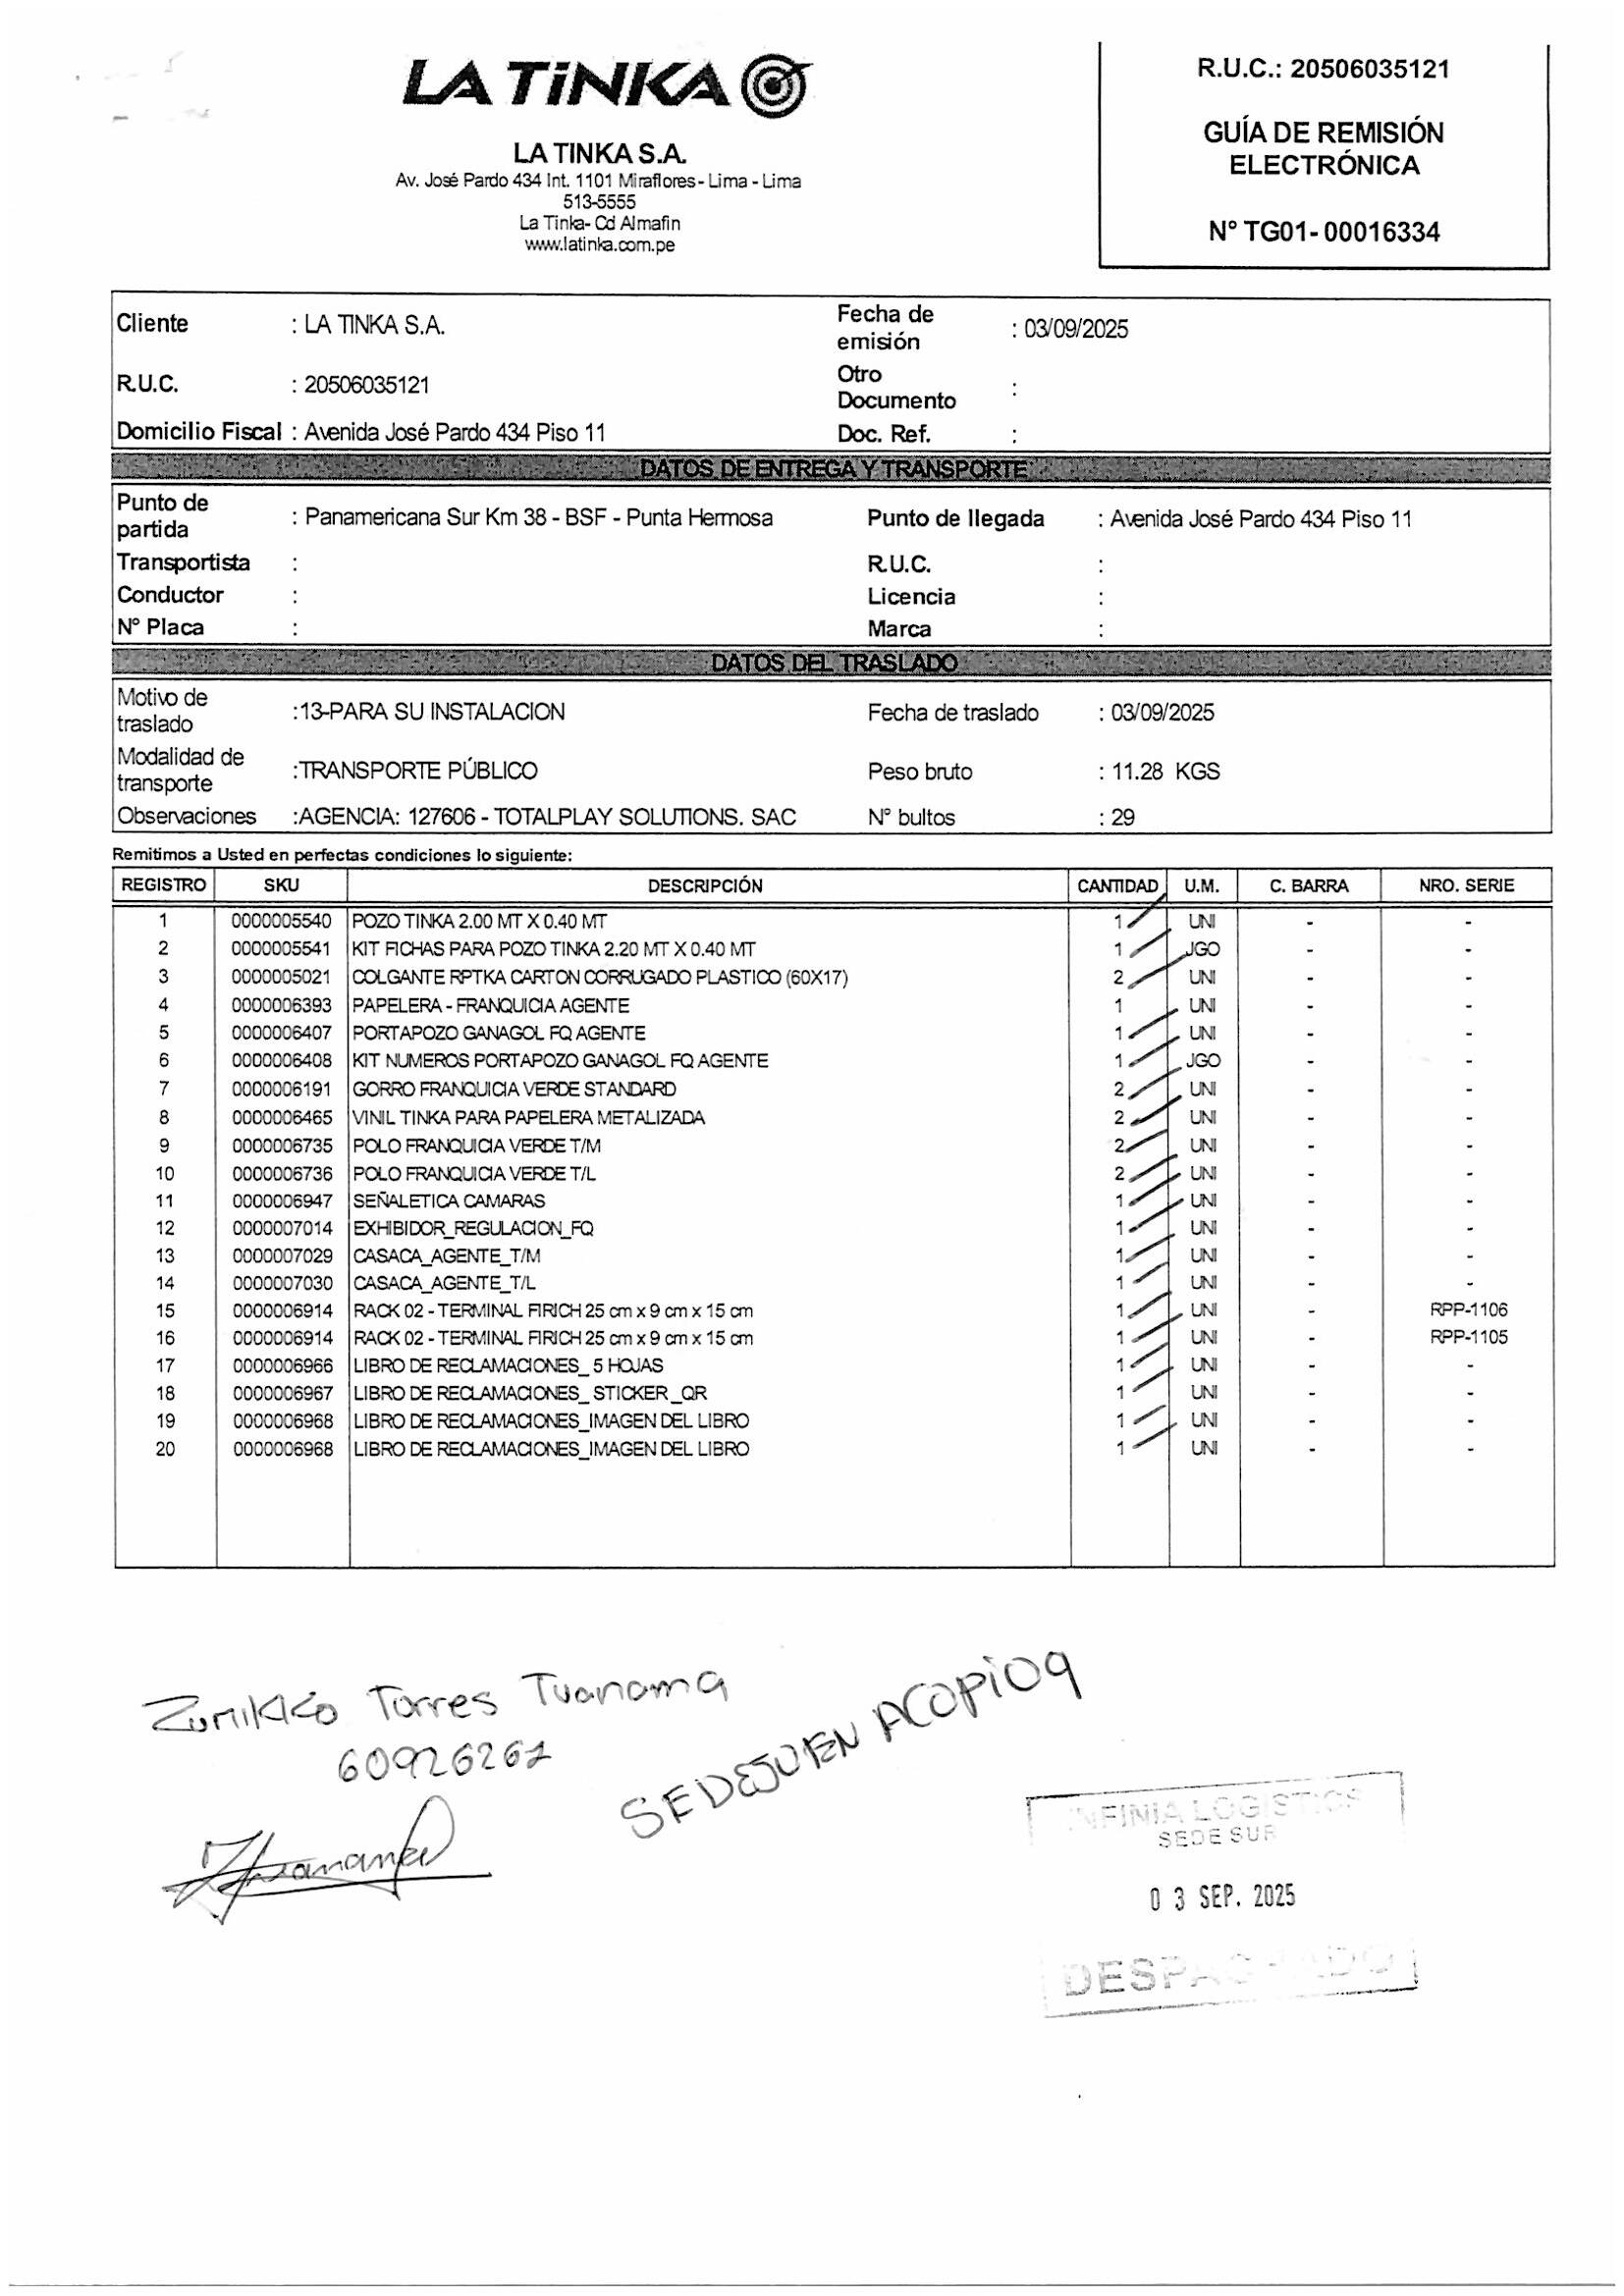 LA TiNKA
R.U.C.: 20506035121
GUÍA DE REMISIÓN
ELECTRÓNICA
N° TG01-00016334
LA TINKA S.A.
Av. José Pardo 434 Int. 1101 Miraflores- Lima - Lima
513-5555
La Tinka- Cd Almafin
www.latinka.com.pe
Cliente : LA TINKA S.A. Fecha de emisión : 03/09/2025
R.U.C. : 20506035121 Otro Documento :
Domicilio Fiscal : Avenida José Pardo 434 Piso 11 Doc. Ref. :
DATOS DE ENTREGA Y TRANSPORTE
Punto de partida : Panamericana Sur Km 38 - BSF - Punta Hermosa Punto de llegada : Avenida José Pardo 434 Piso 11
Transportista : R.U.C. :
Conductor : Licencia :
N° Placa : Marca :
DATOS DEL TRASLADO
Motivo de traslado :13-PARA SU INSTALACION Fecha de traslado : 03/09/2025
Modalidad de transporte :TRANSPORTE PÚBLICO Peso bruto : 11.28 KGS
Observaciones :AGENCIA: 127606 - TOTALPLAY SOLUTIONS. SAC N° bultos : 29
Remitimos a Usted en perfectas condiciones lo siguiente:
REGISTRO SKU DESCRIPCIÓN CANTIDAD U.M. C. BARRA NRO. SERIE
1 0000005540 POZO TINKA 2.00 MT X 0.40 MT 1 UNI - -
2 0000005541 KIT FICHAS PARA POZO TINKA 2.20 MT X 0.40 MT 1 JGO - -
3 0000005021 COLGANTE RPTKA CARTON CORRUGADO PLASTICO (60X17) 2 UNI - -
4 0000006393 PAPELERA - FRANQUICIA AGENTE 1 UNI - -
5 0000006407 PORTAPOZO GANAGOL FQ AGENTE 1 UNI - -
6 0000006408 KIT NUMEROS PORTAPOZO GANAGOL FQ AGENTE 1 JGO - -
7 0000006191 GORRO FRANQUICIA VERDE STANDARD 2 UNI - -
8 0000006465 VINIL TINKA PARA PAPELERA METALIZADA 2 UNI - -
9 0000006735 POLO FRANQUICIA VERDE T/M 2 UNI - -
10 0000006736 POLO FRANQUICIA VERDE T/L 2 UNI - -
11 0000006947 SEÑALETICA CAMARAS 1 UNI - -
12 0000007014 EXHIBIDOR_REGULACION_FQ 1 UNI - -
13 0000007029 CASACA_AGENTE_T/M 1 UNI - -
14 0000007030 CASACA_AGENTE_T/L 1 UNI - -
15 0000006914 RACK 02 - TERMINAL FIRICH 25 cm x 9 cm x 15 cm 1 UNI - RPP-1106
16 0000006914 RACK 02 - TERMINAL FIRICH 25 cm x 9 cm x 15 cm 1 UNI - RPP-1105
17 0000006966 LIBRO DE RECLAMACIONES_ 5 HOJAS 1 UNI - -
18 0000006967 LIBRO DE RECLAMACIONES_ STICKER_QR 1 UNI - -
19 0000006968 LIBRO DE RECLAMACIONES_IMAGEN DEL LIBRO 1 UNI - -
20 0000006968 LIBRO DE RECLAMACIONES_IMAGEN DEL LIBRO 1 UNI - -
Zumikko Torres Tuanama
60926261
INFINIA LOGISTICS
SEDE SUR
03 SEP. 2025
DESPACHADO